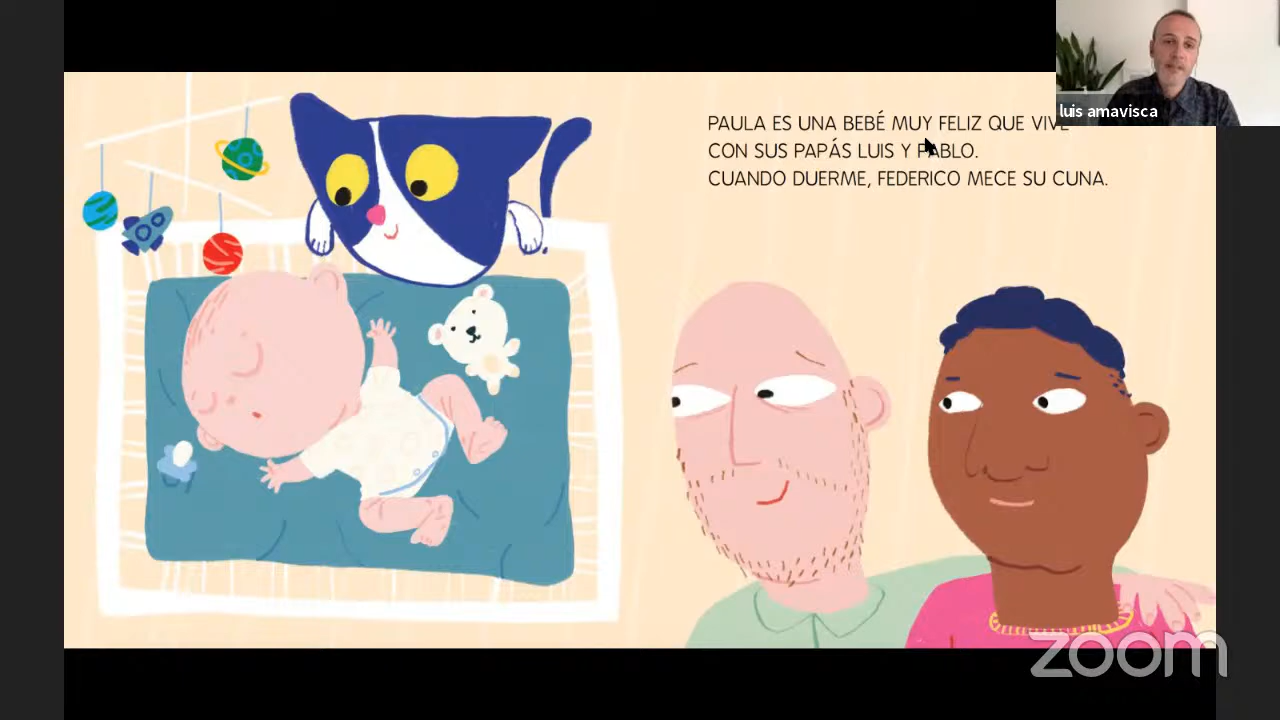 luis amavisca
PAULA ES UNA BEBÉ MUY FELIZ QUE VIVE
CON SUS PAPÁS LUIS Y PABLO.
CUANDO DUERME, FEDERICO MECE SU CUNA.
zoom